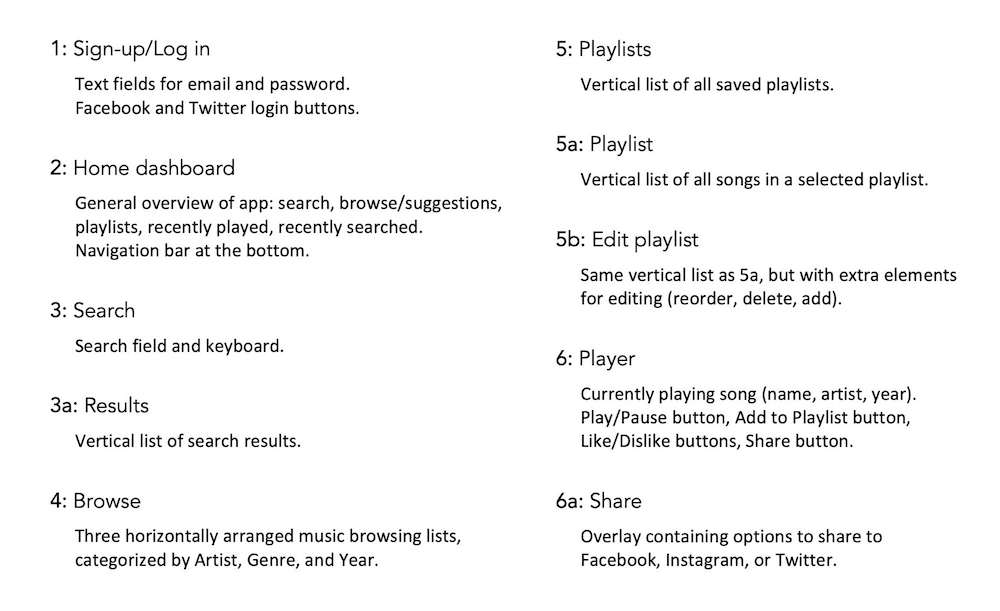 1: Sign-up/Log in
Text fields for email and password.
Facebook and Twitter login buttons.
2: Home dashboard
General overview of app: search, browse/suggestions,
playlists, recently played, recently searched.
Navigation bar at the bottom.
3: Search
Search field and keyboard.
3a: Results
Vertical list of search results.
4: Browse
Three horizontally arranged music browsing lists,
categorized by Artist, Genre, and Year.
5: Playlists
Vertical list of all saved playlists.
5a: Playlist
Vertical list of all songs in a selected playlist.
5b: Edit playlist
Same vertical list as 5a, but with extra elements
for editing (reorder, delete, add).
6: Player
Currently playing song (name, artist, year).
Play/Pause button, Add to Playlist button,
Like/Dislike buttons, Share button.
6a: Share
Overlay containing options to share to
Facebook, Instagram, or Twitter.